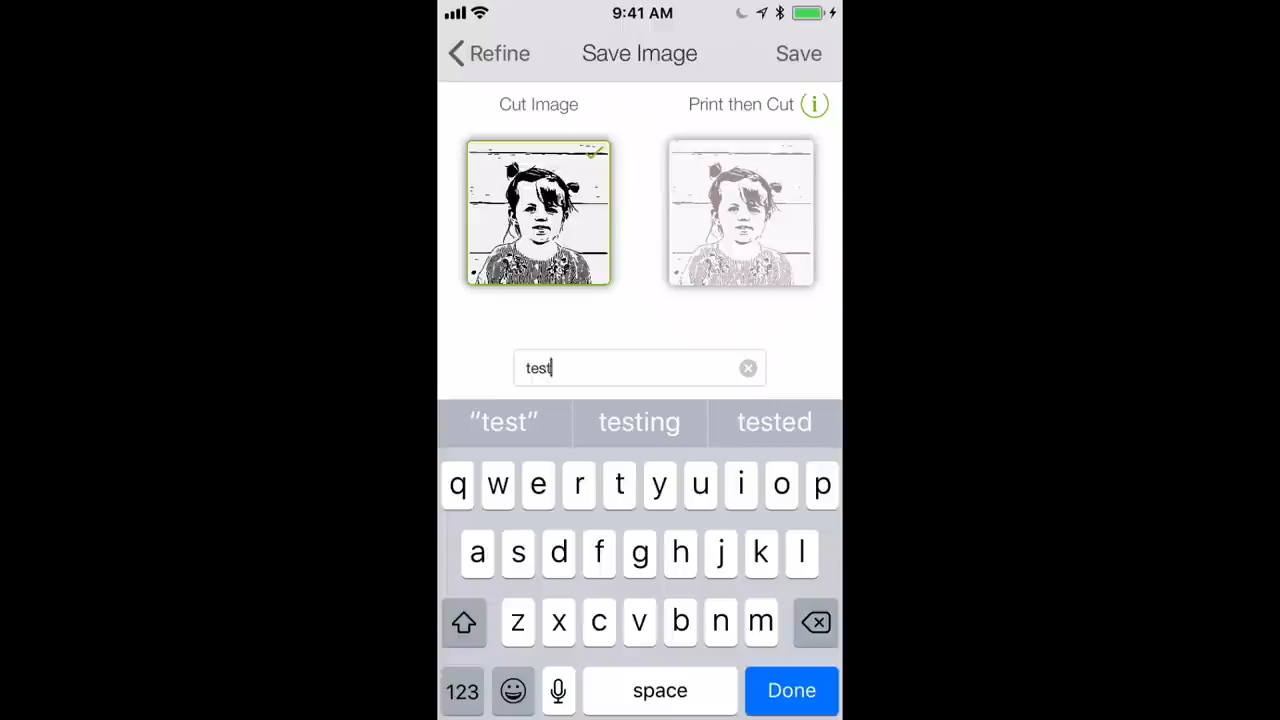 9:41 AM
Refine Save Image Save
Cut Image Print then Cut i
test
“test” testing tested
q w e r t y u i o p
a s d f g h j k l
z x c v b n m
123 space Done